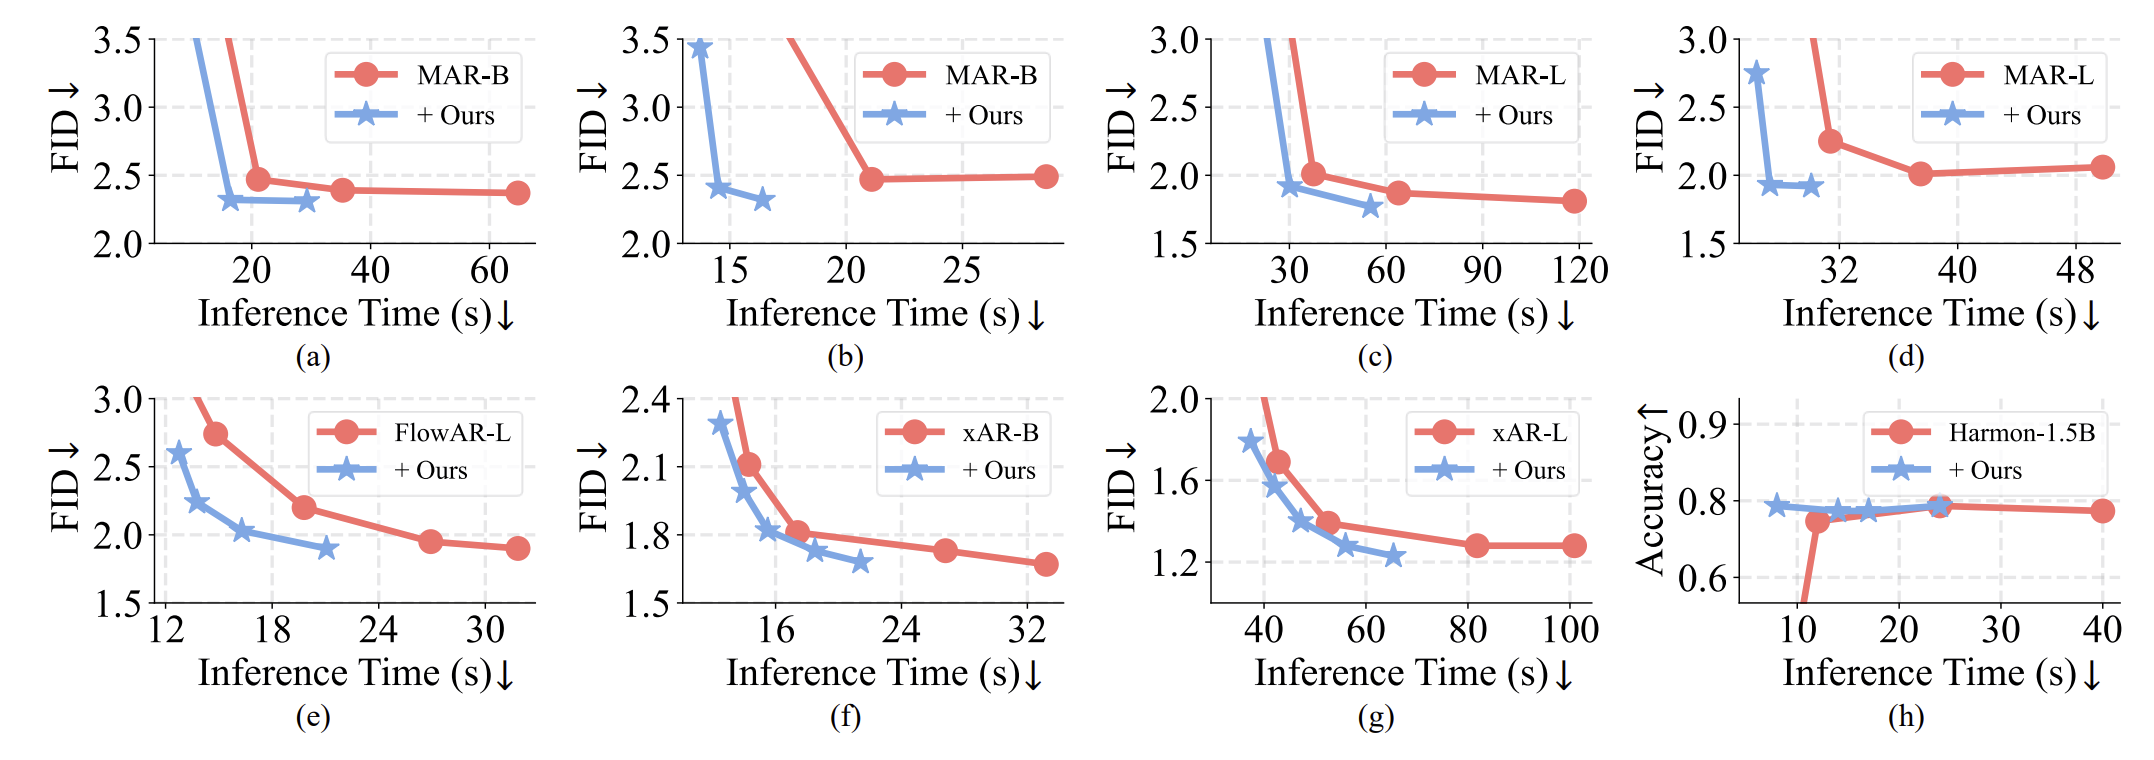 FID↓
3.5
3.0
2.5
2.0
MAR-B
+ Ours
20 40 60
Inference Time (s)↓
(a)
FID↓
3.5
3.0
2.5
2.0
MAR-B
+ Ours
15 20 25
Inference Time (s)↓
(b)
FID↓
3.0
2.5
2.0
1.5
MAR-L
+ Ours
30 60 90 120
Inference Time (s)↓
(c)
FID↓
3.0
2.5
2.0
1.5
MAR-L
+ Ours
32 40 48
Inference Time (s)↓
(d)
FID↓
3.0
2.5
2.0
1.5
FlowAR-L
+ Ours
12 18 24 30
Inference Time (s)↓
(e)
FID↓
2.4
2.1
1.8
1.5
xAR-B
+ Ours
16 24 32
Inference Time (s)↓
(f)
FID↓
2.0
1.6
1.2
xAR-L
+ Ours
40 60 80 100
Inference Time (s)↓
(g)
Accuracy↑
0.9
0.8
0.6
Harmon-1.5B
+ Ours
10 20 30 40
Inference Time (s)↓
(h)